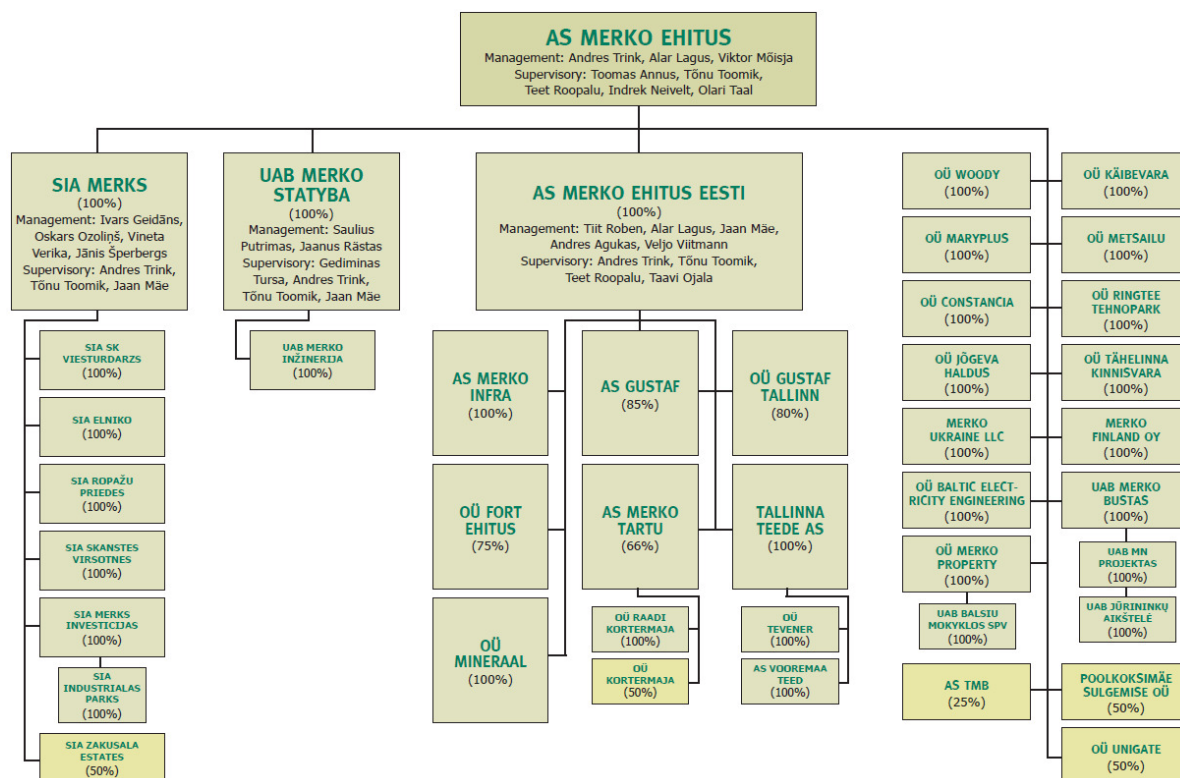 AS MERKO EHITUS
Management: Andres Trink, Alar Lagus, Viktor Mõisja
Supervisory: Toomas Annus, Tõnu Toomik,
Teet Roopalu, Indrek Neivelt, Olari Taal
SIA MERKS
(100%)
Management: Ivars Geidāns,
Oskars Ozoliņš, Vineta
Verika, Jānis Šperbergs
Supervisory: Andres Trink,
Tõnu Toomik, Jaan Mäe
SIA SK
VIESTURDARZS
(100%)
SIA ELNIKO
(100%)
SIA ROPAŽU
PRIEDES
(100%)
SIA SKANSTES
VIRSOTNES
(100%)
SIA MERKS
INVESTICIJAS
(100%)
SIA
INDUSTRIALAS
PARKS
(100%)
SIA ZAKUSALA
ESTATES
(50%)
UAB MERKO
STATYBA
(100%)
Management: Saulius
Putrimas, Jaanus Rästas
Supervisory: Gediminas
Tursa, Andres Trink,
Tõnu Toomik, Jaan Mäe
UAB MERKO
INŽINERIJA
(100%)
AS MERKO EHITUS EESTI
(100%)
Management: Tiit Roben, Alar Lagus, Jaan Mäe,
Andres Agukas, Veljo Viitmann
Supervisory: Andres Trink, Tõnu Toomik,
Teet Roopalu, Taavi Ojala
AS MERKO
INFRA
(100%)
AS GUSTAF
(85%)
OÜ GUSTAF
TALLINN
(80%)
OÜ FORT
EHITUS
(75%)
AS MERKO
TARTU
(66%)
TALLINNA
TEEDE AS
(100%)
OÜ
MINERAAL
(100%)
OÜ RAADI
KORTERMAJA
(100%)
OÜ
KORTERMAJA
(50%)
OÜ
TEVENER
(100%)
AS VOOREMAA
TEED
(100%)
OÜ WOODY
(100%)
OÜ KÄIBEVARA
(100%)
OÜ MARYPLUS
(100%)
OÜ METSAILU
(100%)
OÜ CONSTANCIA
(100%)
OÜ RINGTEE
TEHNOPARK
(100%)
OÜ JÕGEVA
HALDUS
(100%)
OÜ TÄHELINNA
KINNISVARA
(100%)
MERKO
UKRAINE LLC
(100%)
MERKO
FINLAND OY
(100%)
OÜ BALTIC ELECT-
RICITY ENGINEERING
(100%)
UAB MERKO
BUSTAS
(100%)
OÜ MERKO
PROPERTY
(100%)
UAB MN
PROJEKTAS
(100%)
UAB BALSIU
MOKYKLOS SPV
(100%)
UAB JŪRININKŲ
AIKŠTELĖ
(100%)
AS TMB
(25%)
POOLKOKSIMÄE
SULGEMISE OÜ
(50%)
OÜ UNIGATE
(50%)